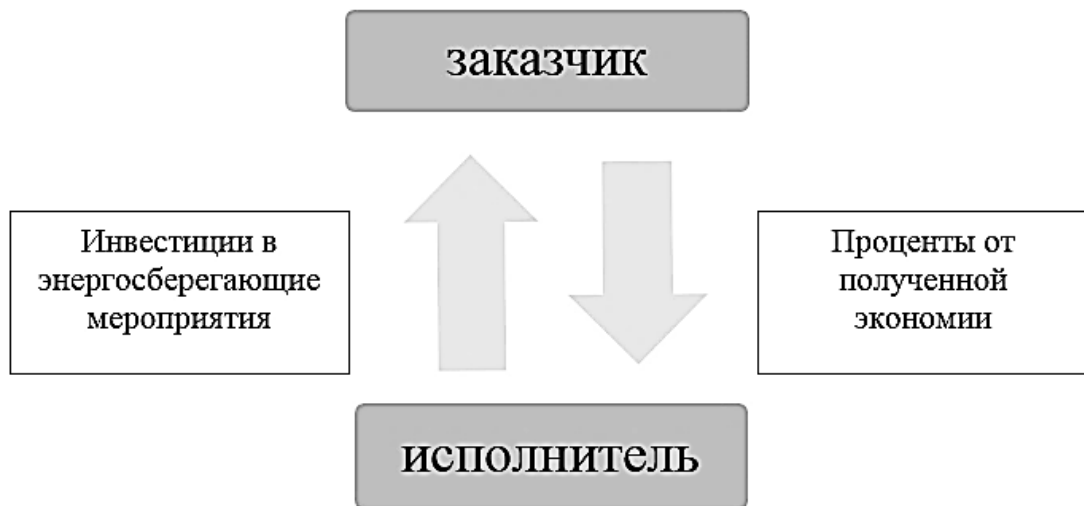 заказчик
Инвестиции в
энергосберегающие
мероприятия
Проценты от
полученной
экономии
исполнитель